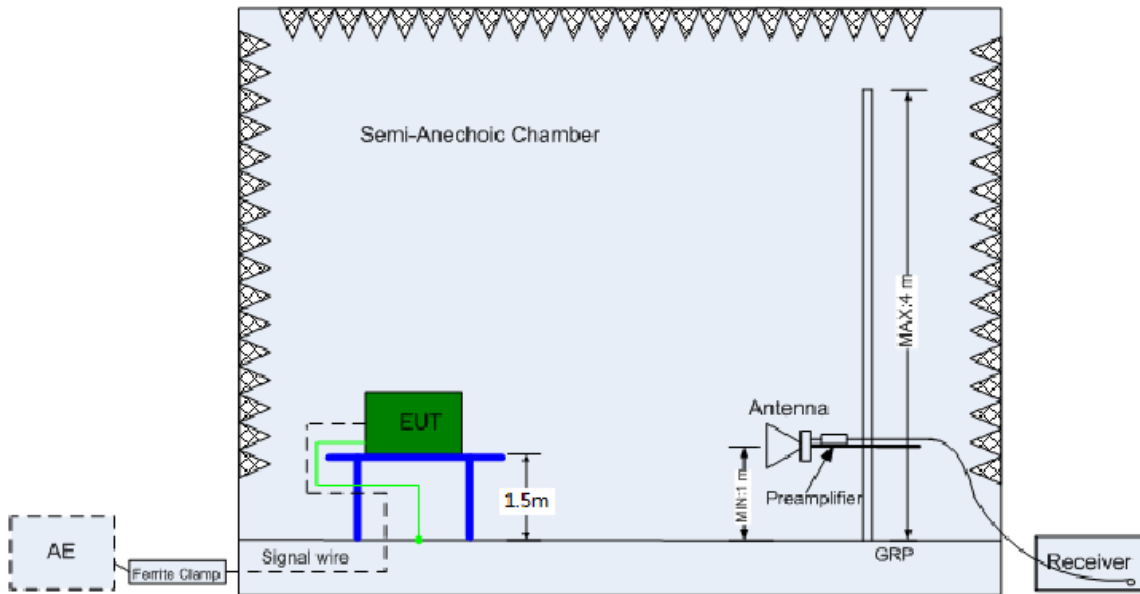 Semi-Anechoic Chamber
MAX:4 m
EUT
Antenna
1.5m
MIN:1 m
Preamplifier
AE
Signal wire
GRP
Ferrite Clamp
Receiver